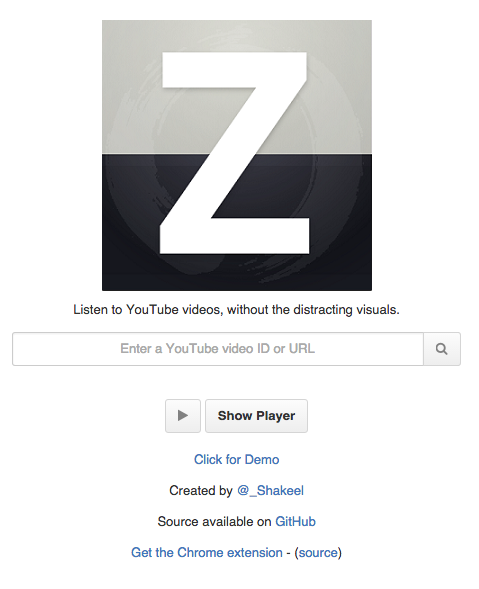 Z
Listen to YouTube videos, without the distracting visuals.
Enter a YouTube video ID or URL
Show Player
Click for Demo
Created by @_Shakeel
Source available on GitHub
Get the Chrome extension - (source)